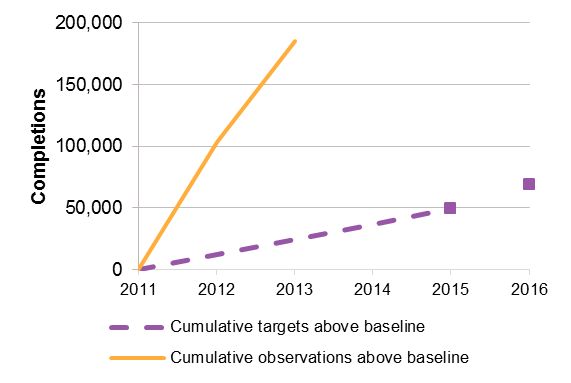 200,000
150,000
100,000
50,000
0
Completions
2011 2012 2013 2014 2015 2016
Cumulative targets above baseline
Cumulative observations above baseline